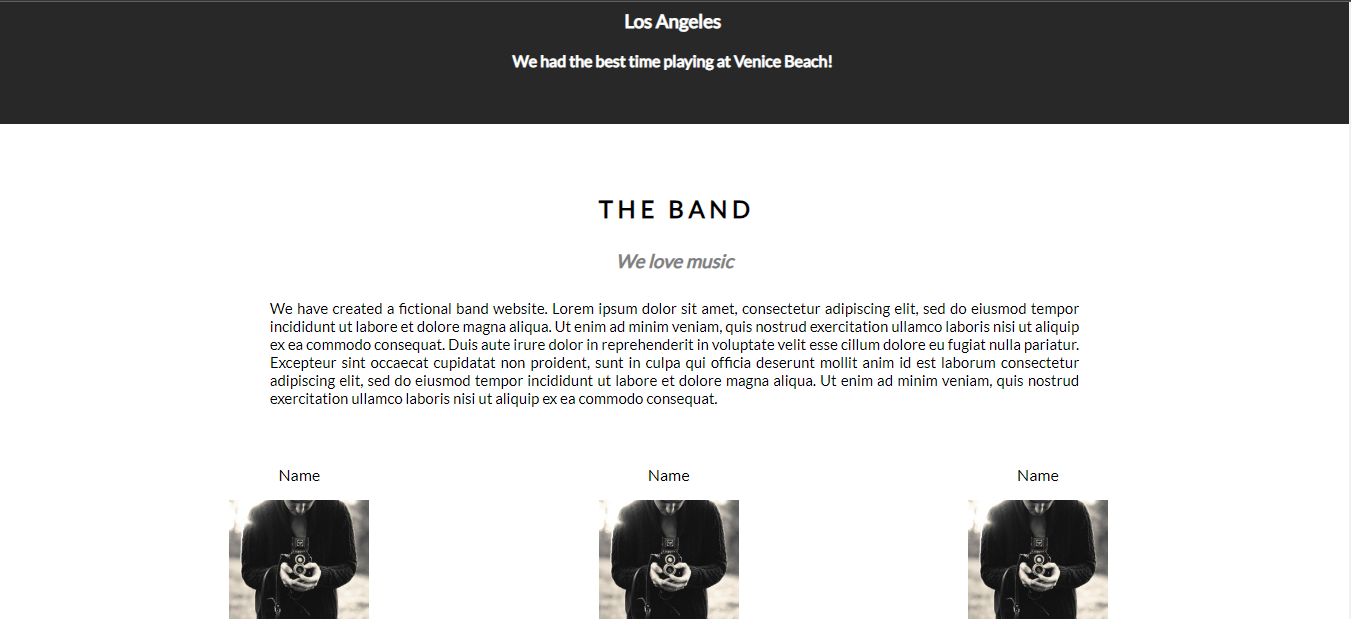 Los Angeles
We had the best time playing at Venice Beach!
THE BAND
We love music
We have created a fictional band website. Lorem ipsum dolor sit amet, consectetur adipiscing elit, sed do eiusmod tempor
incididunt ut labore et dolore magna aliqua. Ut enim ad minim veniam, quis nostrud exercitation ullamco laboris nisi ut aliquip
ex ea commodo consequat. Duis aute irure dolor in reprehenderit in voluptate velit esse cillum dolore eu fugiat nulla pariatur.
Excepteur sint occaecat cupidatat non proident, sunt in culpa qui officia deserunt mollit anim id est laborum consectetur
adipiscing elit, sed do eiusmod tempor incididunt ut labore et dolore magna aliqua. Ut enim ad minim veniam, quis nostrud
exercitation ullamco laboris nisi ut aliquip ex ea commodo consequat.
Name
Name
Name